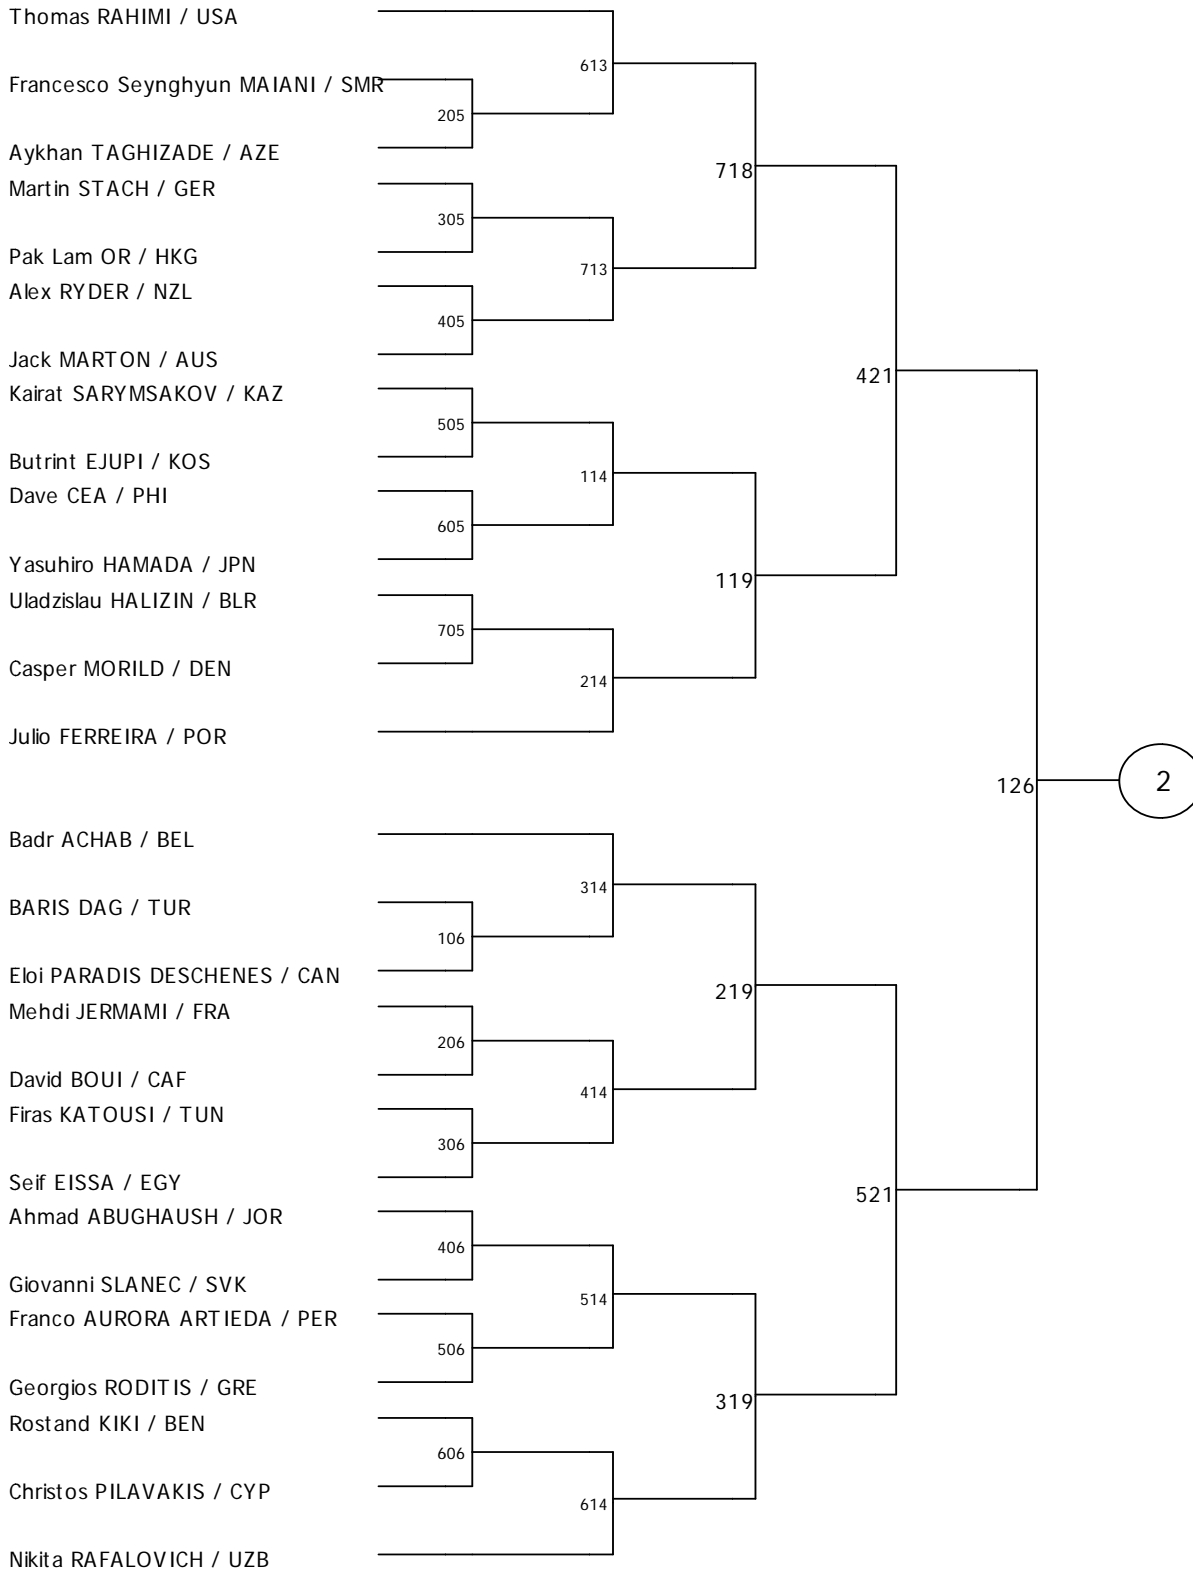 Thomas RAHIMI / USA
613
Francesco Seynghyun MAIANI / SMR
205
Aykhan TAGHIZADE / AZE
718
Martin STACH / GER
305
Pak Lam OR / HKG
713
Alex RYDER / NZL
405
Jack MARTON / AUS
421
Kairat SARYMSAKOV / KAZ
505
Butrint EJUPI / KOS
114
Dave CEA / PHI
605
Yasuhiro HAMADA / JPN
119
Uladzislau HALIZIN / BLR
705
Casper MORILD / DEN
214
Julio FERREIRA / POR
126
2
Badr ACHAB / BEL
314
BARIS DAG / TUR
106
Eloi PARADIS DESCHENES / CAN
219
Mehdi JERMAMI / FRA
206
David BOUI / CAF
414
Firas KATOUSI / TUN
306
Seif EISSA / EGY
521
Ahmad ABUGHAUSH / JOR
406
Giovanni SLANEC / SVK
514
Franco AURORA ARTIEDA / PER
506
Georgios RODITIS / GRE
319
Rostand KIKI / BEN
606
Christos PILAVAKIS / CYP
614
Nikita RAFALOVICH / UZB